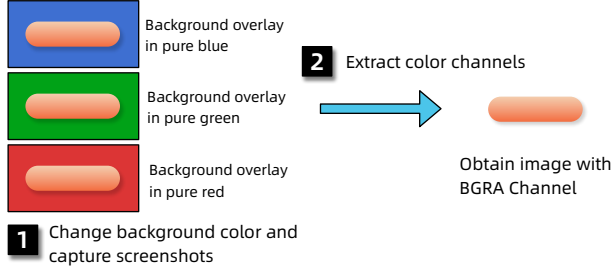 Background overlay
in pure blue
Background overlay
in pure green
Background overlay
in pure red
1 Change background color and
capture screenshots
2 Extract color channels
Obtain image with
BGRA Channel